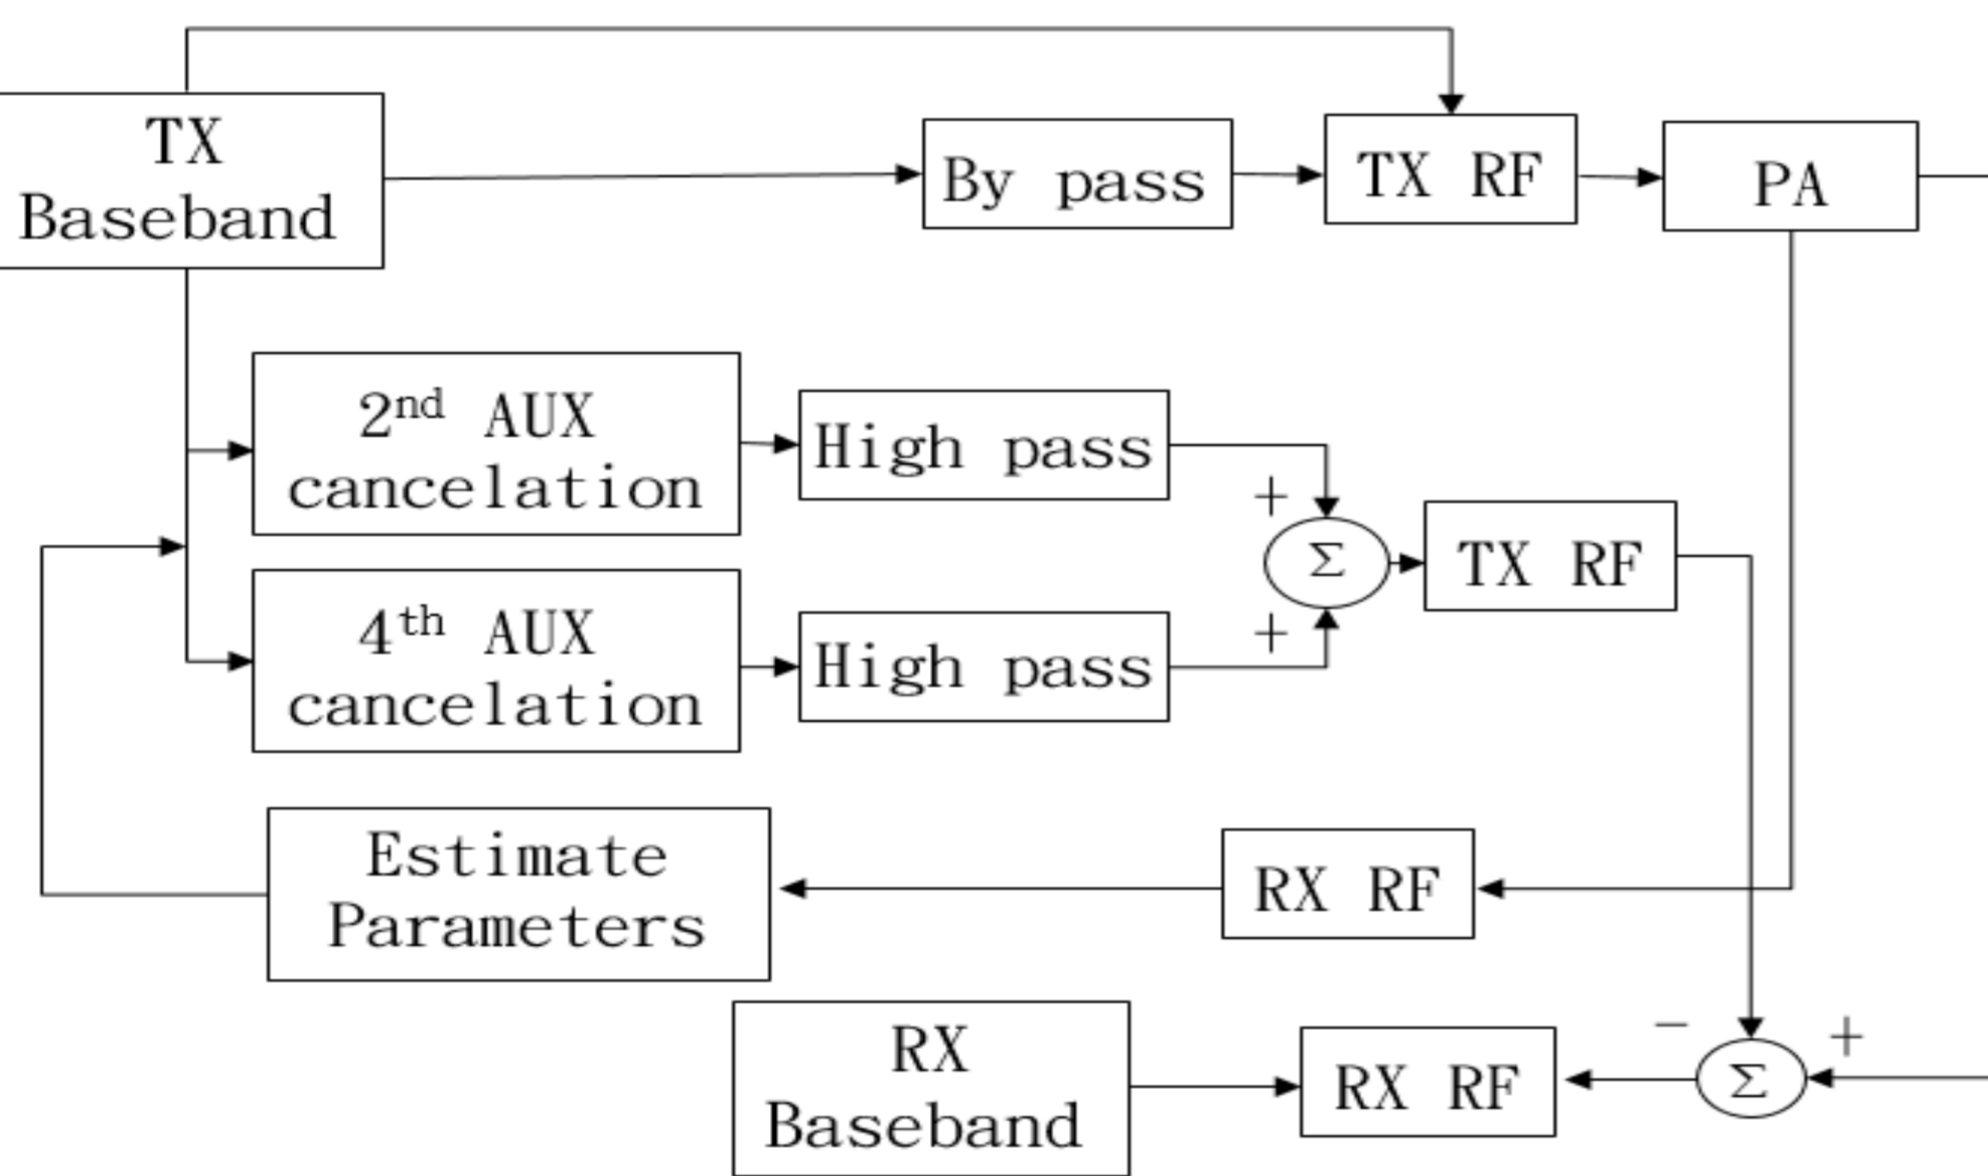 TX
Baseband
By pass
TX RF
PA
2nd AUX
cancelation
High pass
+
Σ
TX RF
4th AUX
cancelation
High pass
+
Estimate
Parameters
RX RF
RX
Baseband
RX RF
−
Σ
+